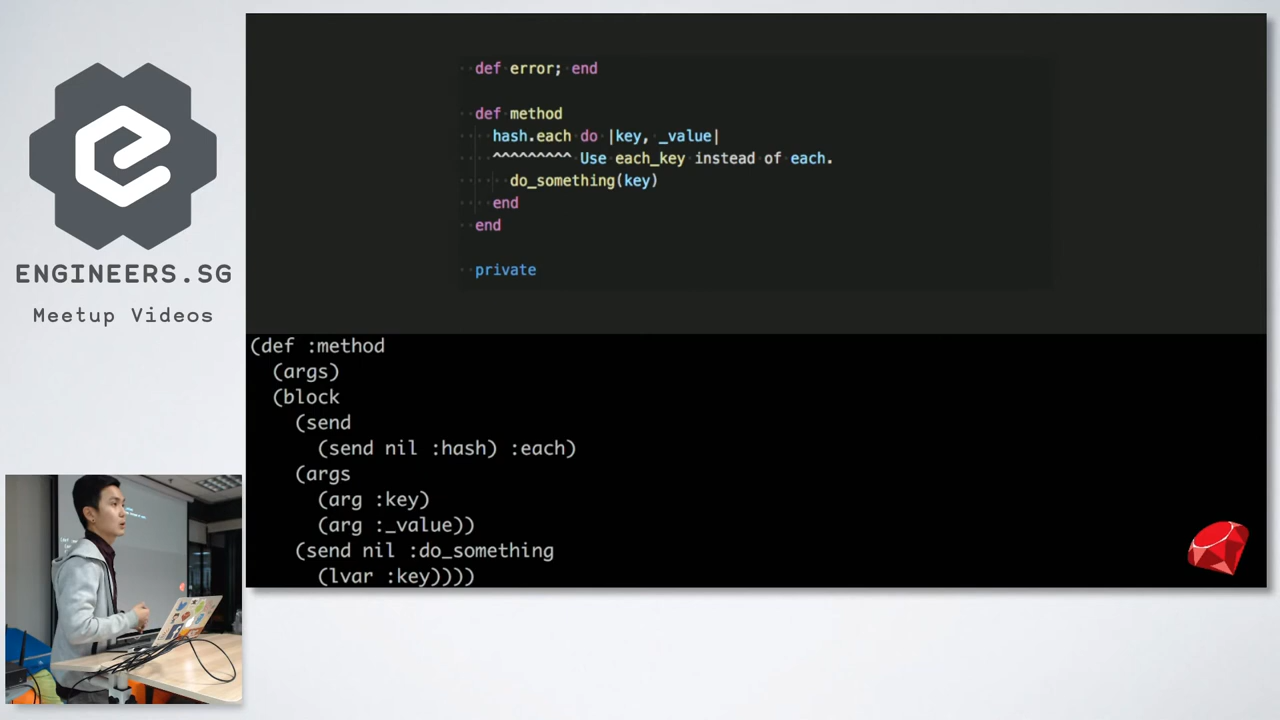 ENGINEERS.SG
Meetup Videos
def error; end
def method
hash.each do |key, _value|
^^^^^^^^^ Use each_key instead of each.
do_something(key)
end
end
private
(def :method
(args)
(block
(send
(send nil :hash) :each)
(args
(arg :key)
(arg :_value))
(send nil :do_something
(lvar :key))))